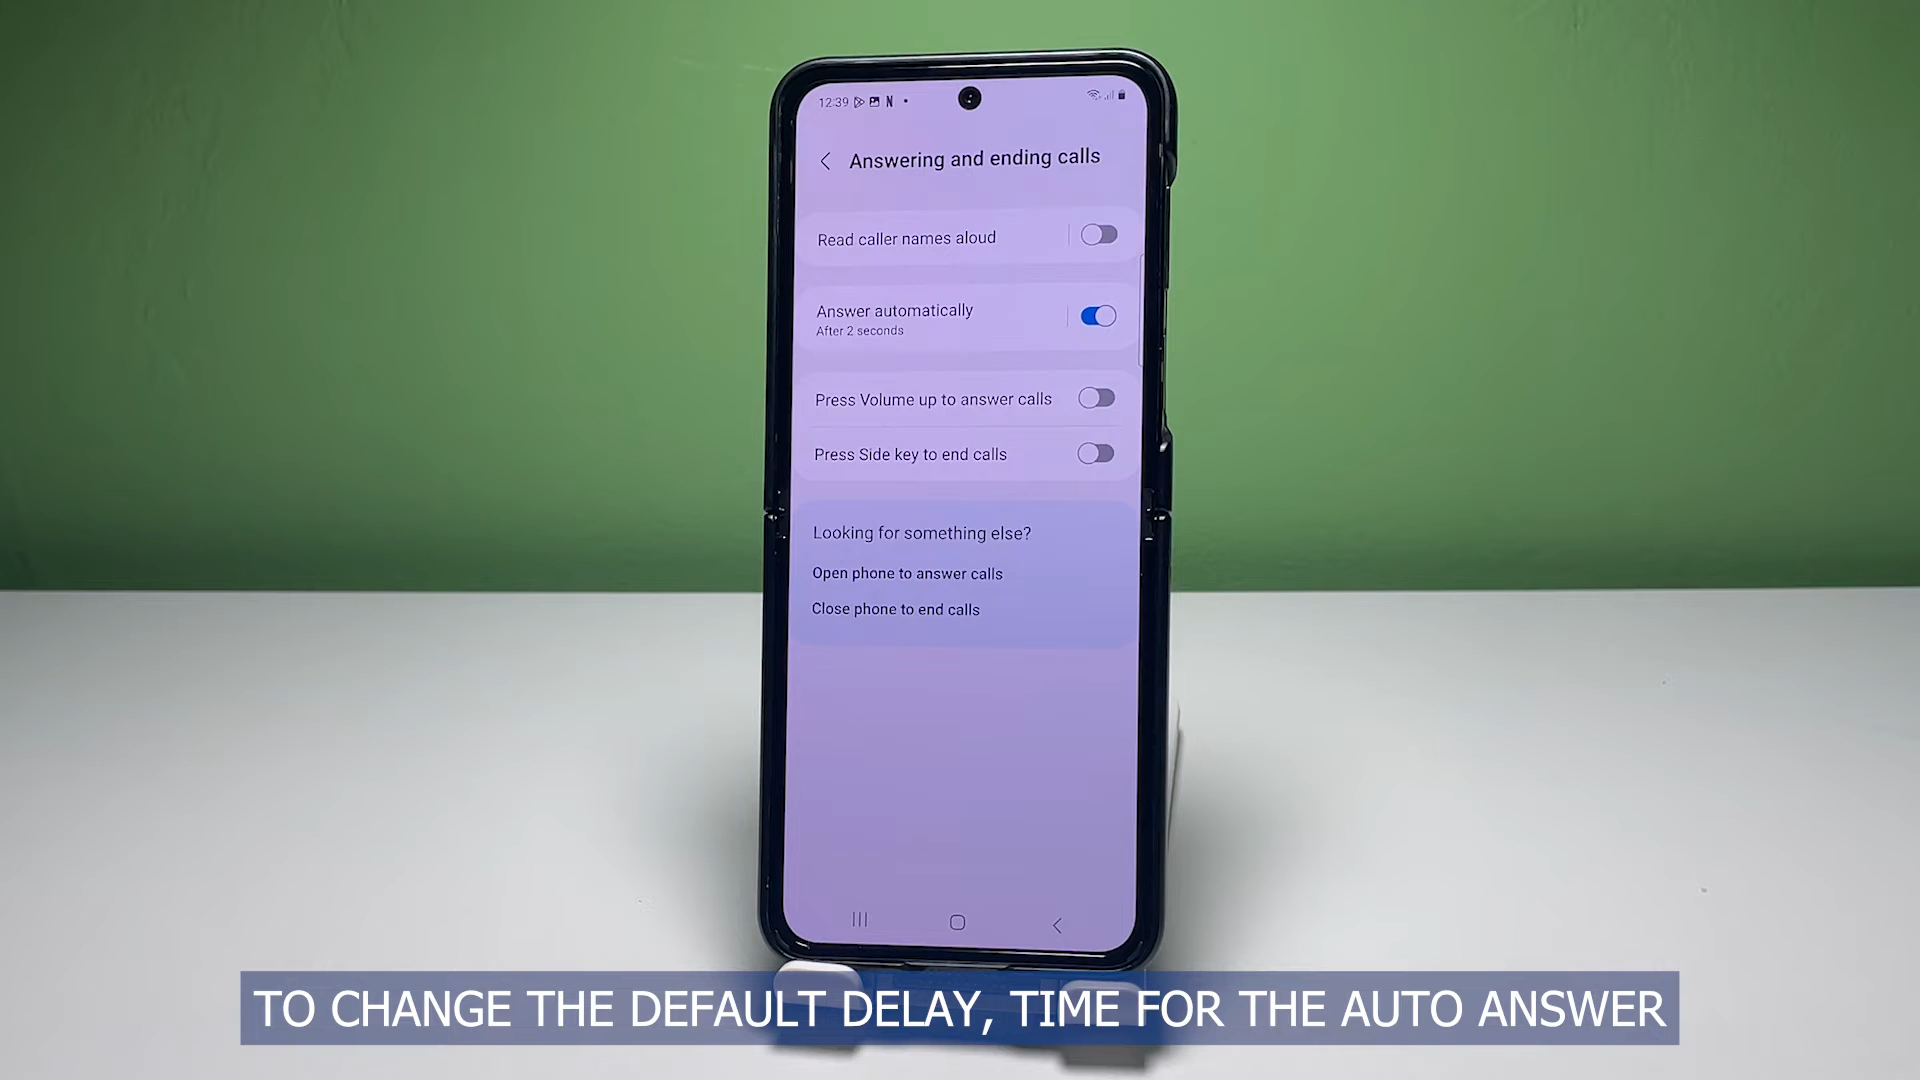 12:39
Answering and ending calls
Read caller names aloud
Answer automatically
After 2 seconds
Press Volume up to answer calls
Press Side key to end calls
Looking for something else?
Open phone to answer calls
Close phone to end calls
TO CHANGE THE DEFAULT DELAY, TIME FOR THE AUTO ANSWER